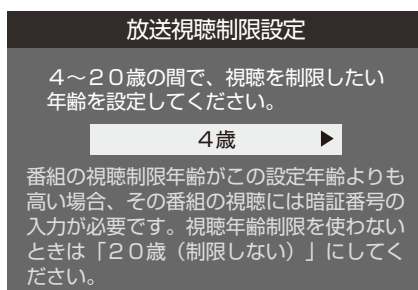 放送視聴制限設定
4〜20歳の間で、視聴を制限したい
年齢を設定してください。
4歳
番組の視聴制限年齢がこの設定年齢よりも
高い場合、その番組の視聴には暗証番号の
入力が必要です。視聴年齢制限を使わない
ときは「20歳（制限しない）」にしてく
ださい。